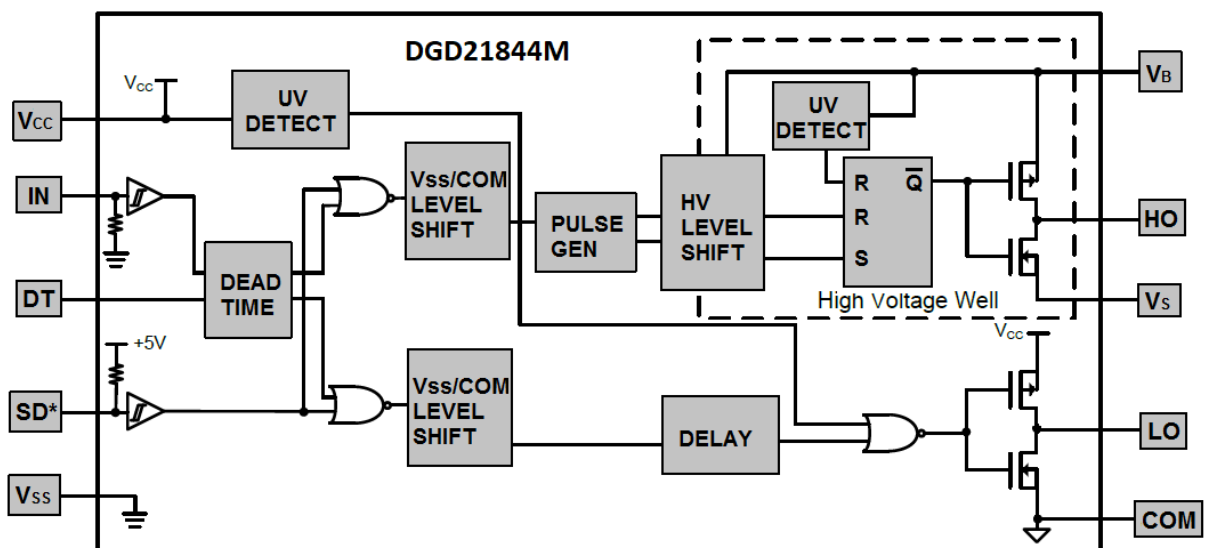 DGD21844M
VCC
VCC
UV
DETECT
VB
UV
DETECT
IN
Vss/COM
LEVEL
SHIFT
PULSE
GEN
HV
LEVEL
SHIFT
R
Q
R
S
HO
DT
DEAD
TIME
High Voltage Well
VS
VCC
+5V
SD*
Vss/COM
LEVEL
SHIFT
DELAY
LO
VSS
COM